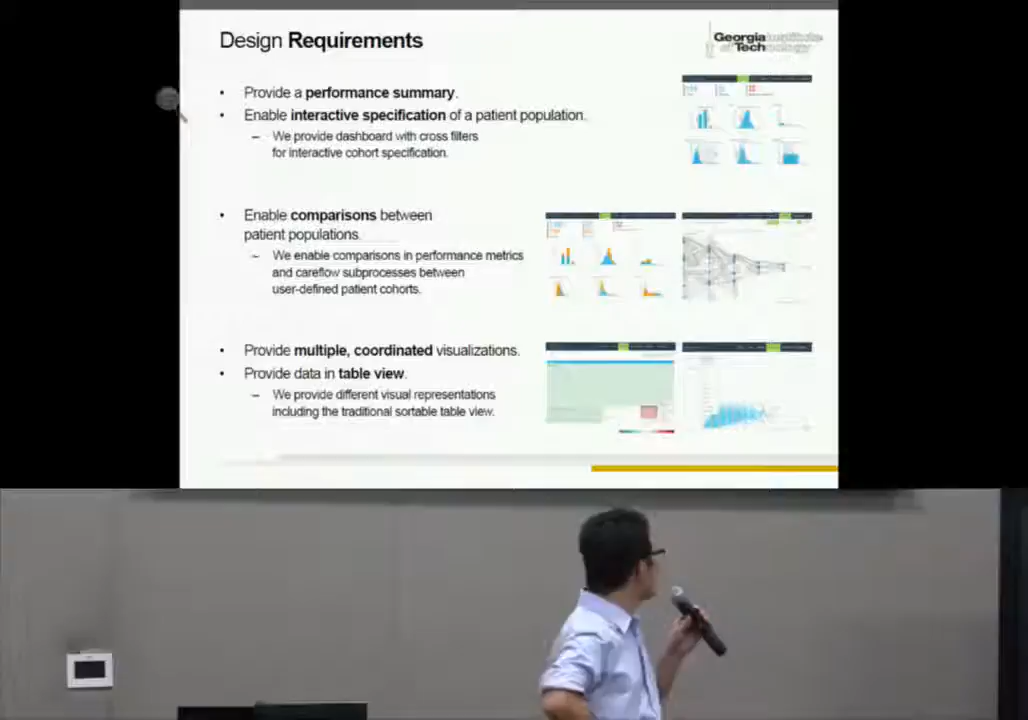 Design Requirements
Georgia Institute
of Technology
• Provide a performance summary.
• Enable interactive specification of a patient population.
– We provide dashboard with cross filters
for interactive cohort specification.
• Enable comparisons between
patient populations.
– We enable comparisons in performance metrics
and careflow subprocesses between
user-defined patient cohorts.
• Provide multiple, coordinated visualizations.
• Provide data in table view.
– We provide different visual representations
including the traditional sortable table view.